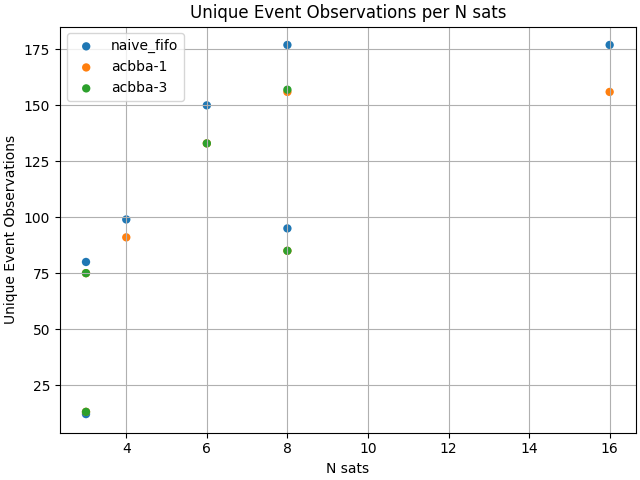 Unique Event Observations per N sats
naive_fifo
acbba-1
acbba-3
Unique Event Observations
175
150
125
100
75
50
25
4 6 8 10 12 14 16
N sats